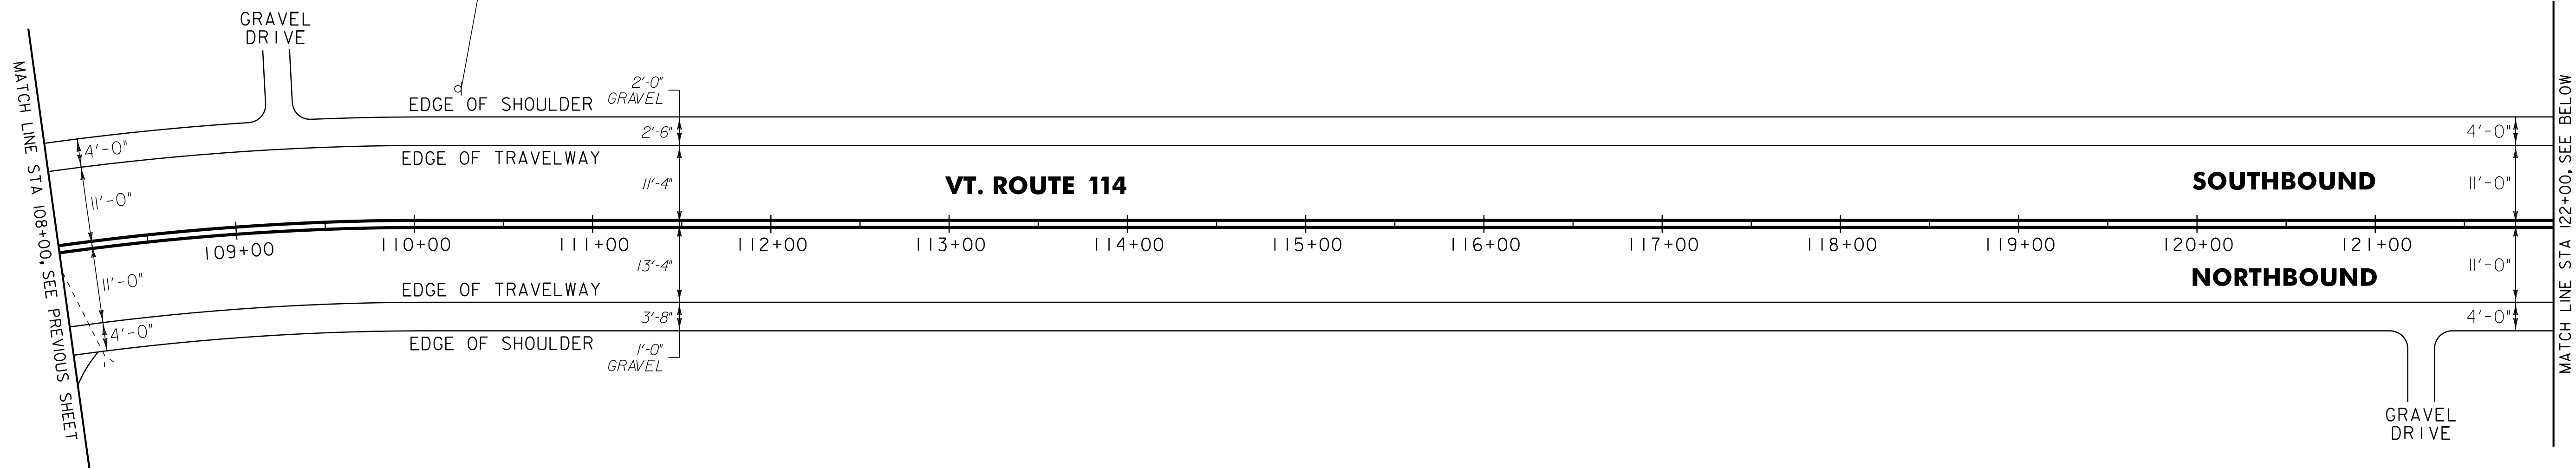 GRAVEL
DRIVE
MATCH LINE STA 108+00, SEE PREVIOUS SHEET
EDGE OF SHOULDER
2'-0"
GRAVEL
4'-0"
2'-6"
4'-0"
EDGE OF TRAVELWAY
11'-0"
11'-4"
VT. ROUTE 114
SOUTHBOUND
11'-0"
109+00
110+00
111+00
112+00
113+00
114+00
115+00
116+00
117+00
118+00
119+00
120+00
121+00
11'-0"
13'-4"
NORTHBOUND
11'-0"
EDGE OF TRAVELWAY
4'-0"
3'-8"
4'-0"
EDGE OF SHOULDER
1'-0"
GRAVEL
GRAVEL
DRIVE
MATCH LINE STA 122+00, SEE BELOW